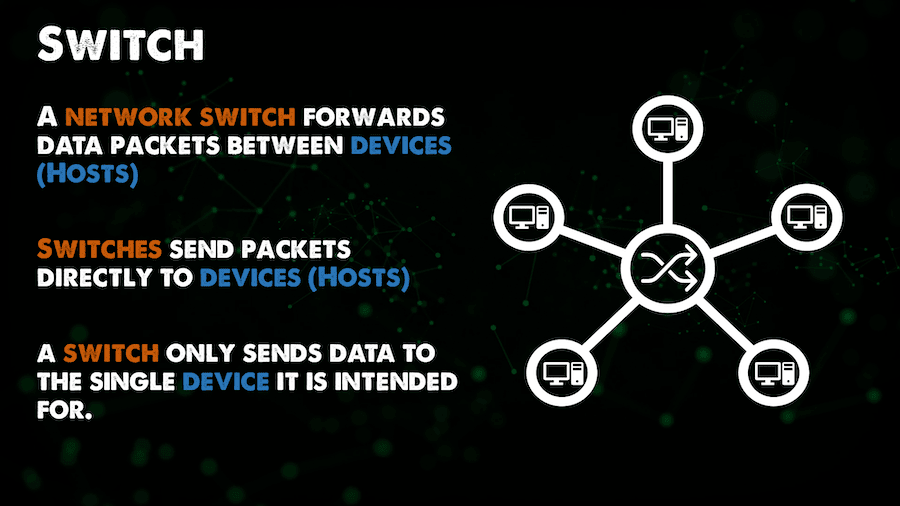 Switch
A network switch forwards
data packets between devices
(Hosts)
Switches send packets
directly to devices (Hosts)
a switch only sends data to
the single device it is intended
for.